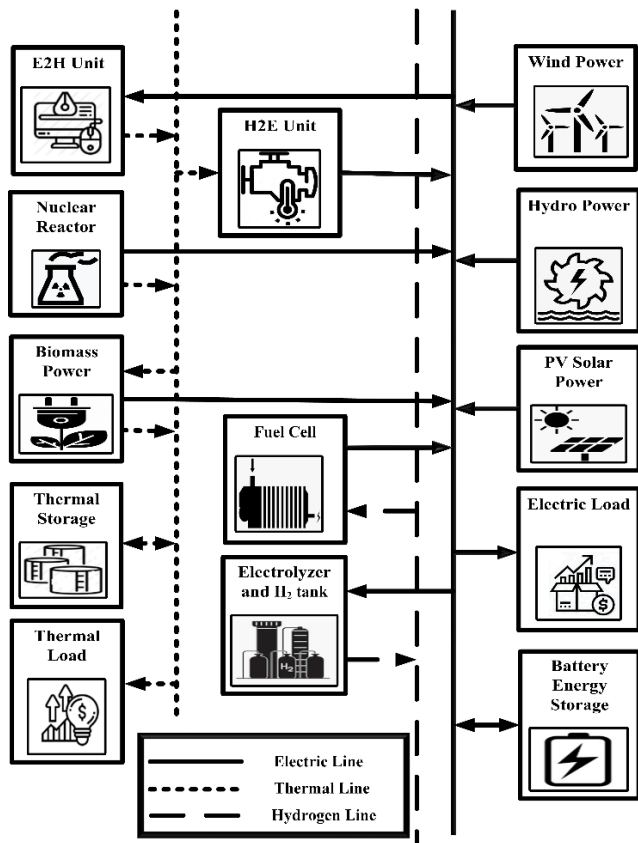 E2H Unit
Wind Power
H2E Unit
Nuclear
Reactor
Hydro Power
Biomass
Power
PV Solar
Power
Fuel Cell
Thermal
Storage
Electric Load
Electrolyzer
and H₂ tank
H₂
Thermal
Load
Battery
Energy
Storage
Electric Line
Thermal Line
Hydrogen Line